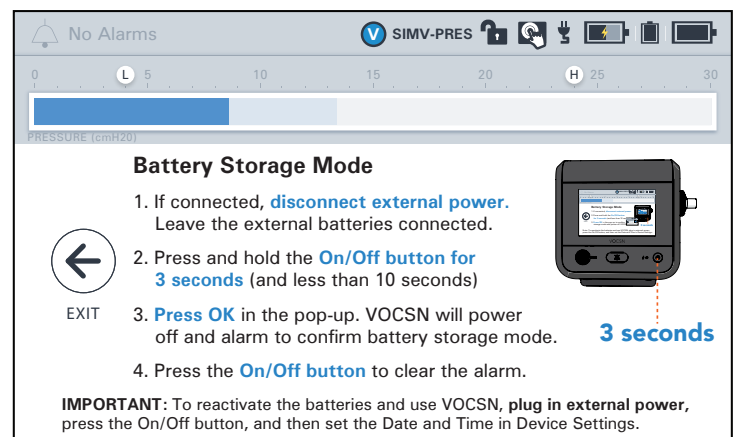 No Alarms
V SIMV-PRES
0 L 5 10 15 20 H 25 30
PRESSURE (cmH20)
Battery Storage Mode
1. If connected, disconnect external power.
Leave the external batteries connected.
2. Press and hold the On/Off button for
3 seconds (and less than 10 seconds)
EXIT
3. Press OK in the pop-up. VOCSN will power
off and alarm to confirm battery storage mode.
4. Press the On/Off button to clear the alarm.
Battery Storage Mode
VOCSN
3 seconds
IMPORTANT: To reactivate the batteries and use VOCSN, plug in external power,
press the On/Off button, and then set the Date and Time in Device Settings.